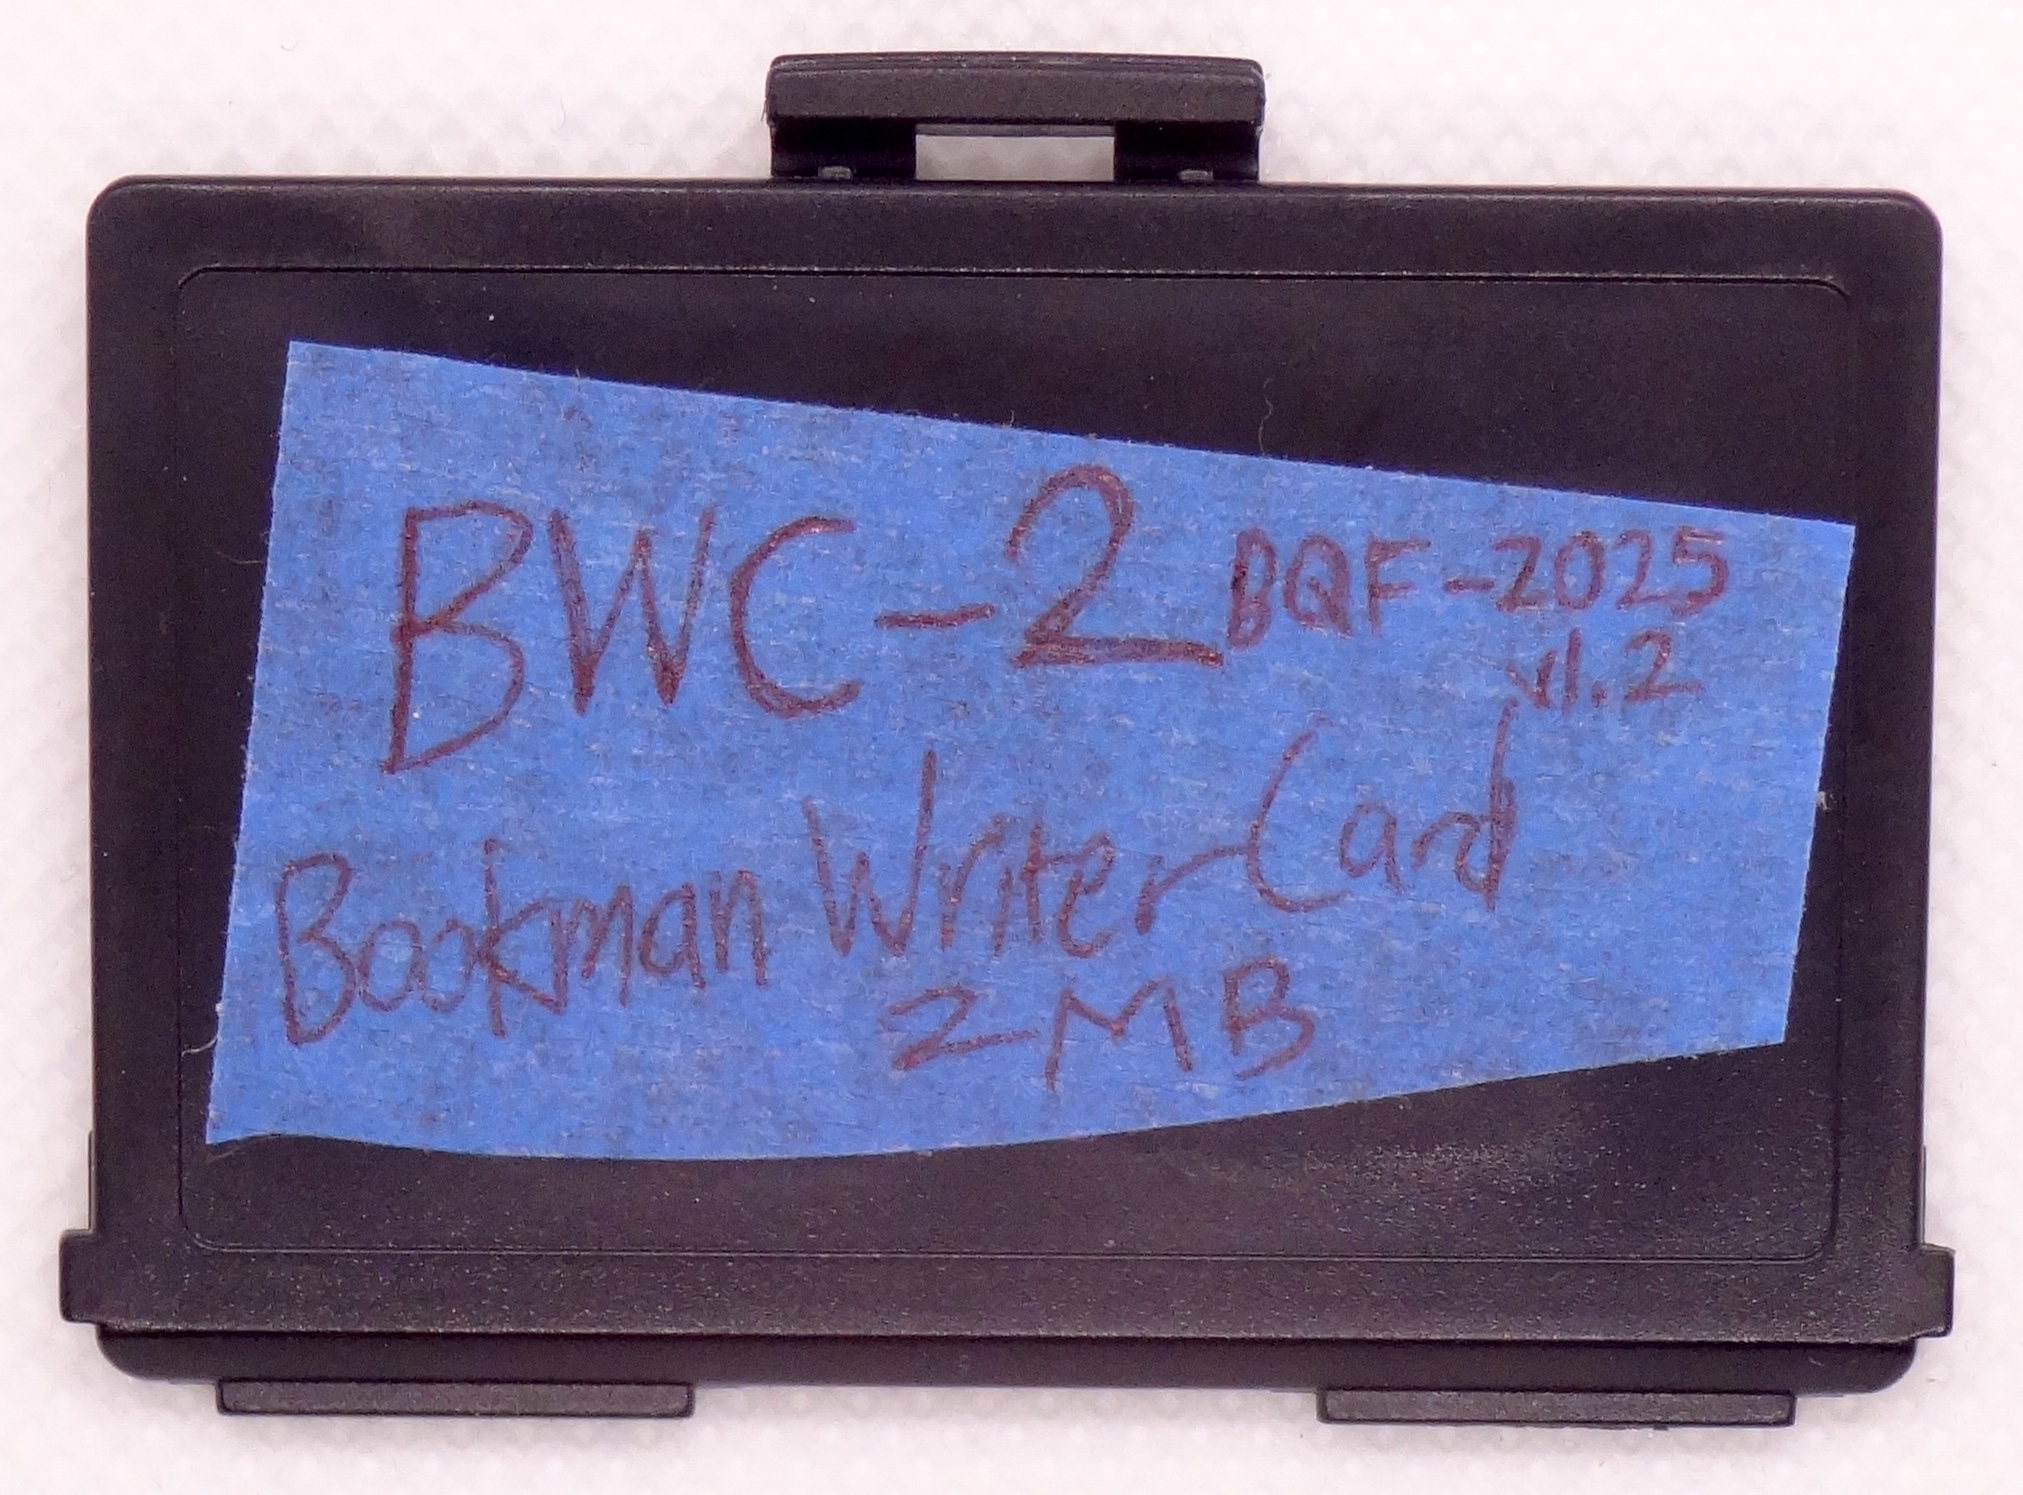 BWC-2 BQF-2025
v1.2
Bookman Writer Card
2MB